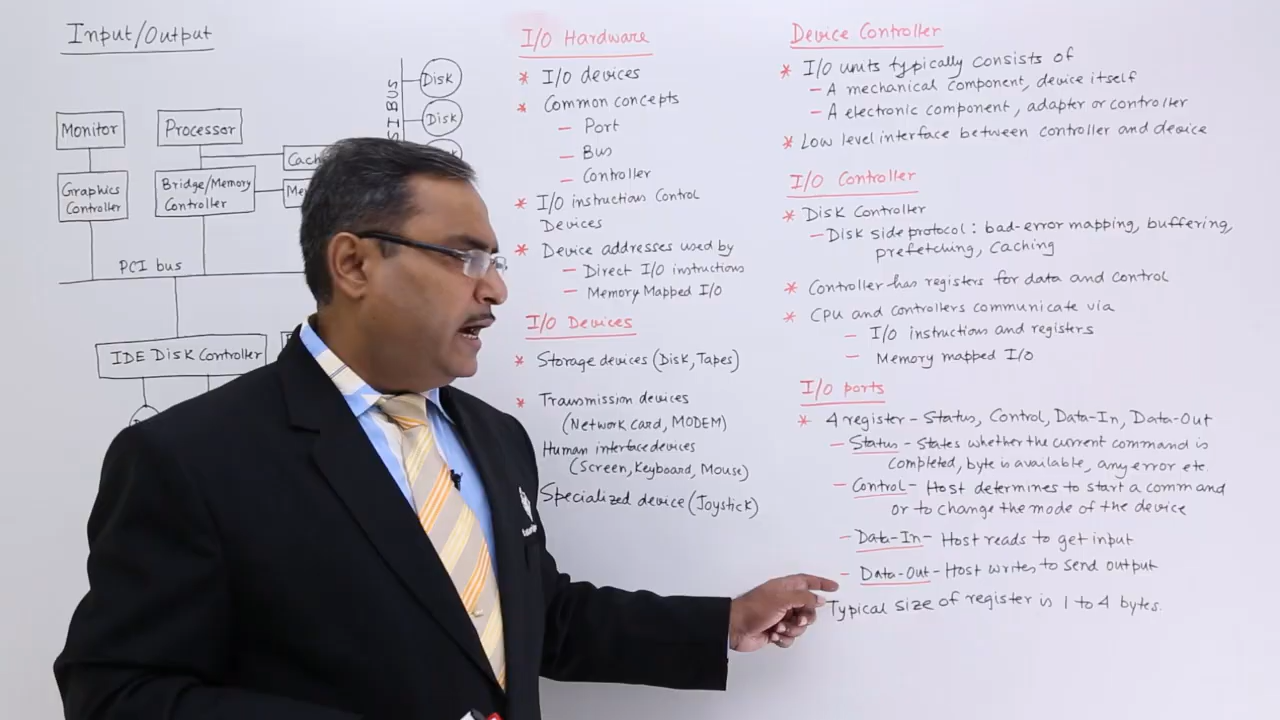 Input/Output
Monitor
Processor
Graphics
Controller
Bridge/Memory
Controller
PCI bus
IDE Disk Controller
Disk
Disk
I/O Hardware
* I/O devices
* Common concepts
– Port
– Bus
– Controller
* I/O instructions Control
Devices
* Device addresses used by
– Direct I/O instructions
– Memory Mapped I/O
I/O Devices
* Storage devices (Disk, Tapes)
* Transmission devices
(Network card, MODEM)
Human interface devices
(Screen, Keyboard, Mouse)
Specialized device (Joystick)
Device Controller
* I/O units typically consists of
– A mechanical component, device itself
– A electronic component, adapter or controller
* Low level interface between controller and device
I/O Controller
* Disk Controller
– Disk side protocol : bad-error mapping, buffering,
prefetching, Caching
* Controller has registers for data and control
* CPU and controllers communicate via
– I/O instructions and registers
– Memory mapped I/O
I/O ports
* 4 register – Status, Control, Data-In, Data-Out
– Status – States whether the current command is
completed, byte is available, any error etc.
– Control – Host determines to start a command
or to change the mode of the device
– Data-In – Host reads to get input
– Data-Out – Host writes to send output
Typical size of register is 1 to 4 bytes.